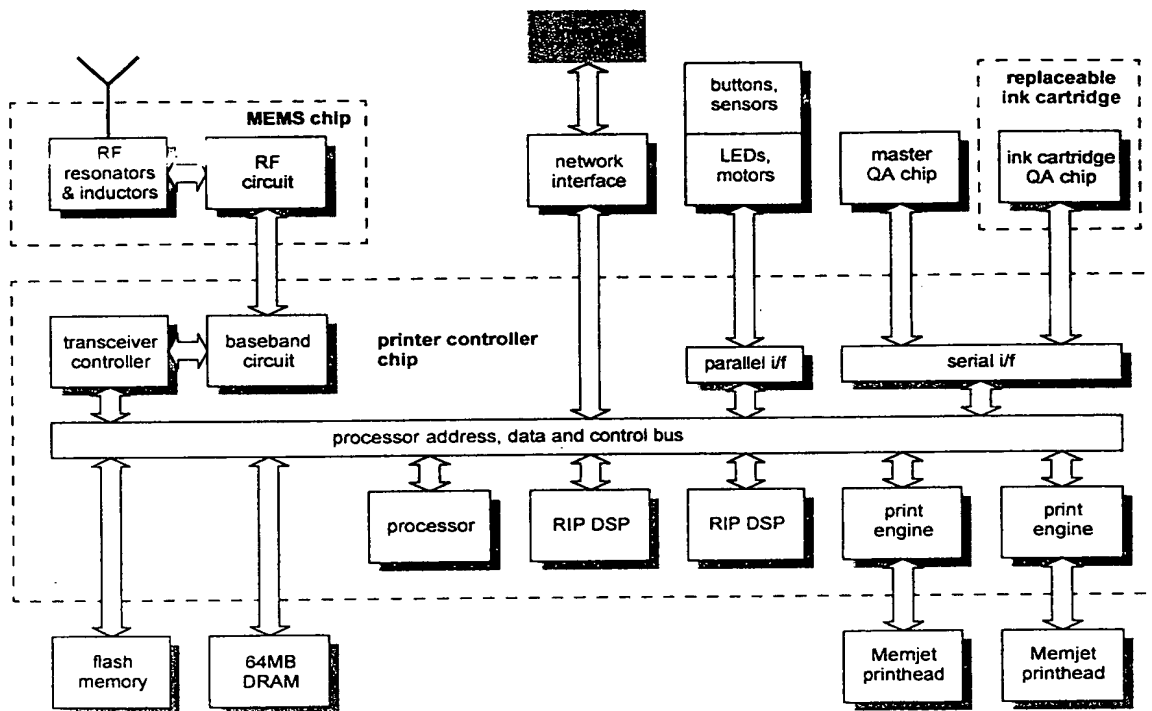 MEMS chip
RF
resonators
& inductors
RF
circuit
network
interface
buttons,
sensors
LEDs,
motors
master
QA chip
replaceable
ink cartridge
ink cartridge
QA chip
transceiver
controller
baseband
circuit
printer controller
chip
parallel i/f
serial i/f
processor address, data and control bus
processor
RIP DSP
RIP DSP
print
engine
print
engine
flash
memory
64MB
DRAM
Memjet
printhead
Memjet
printhead